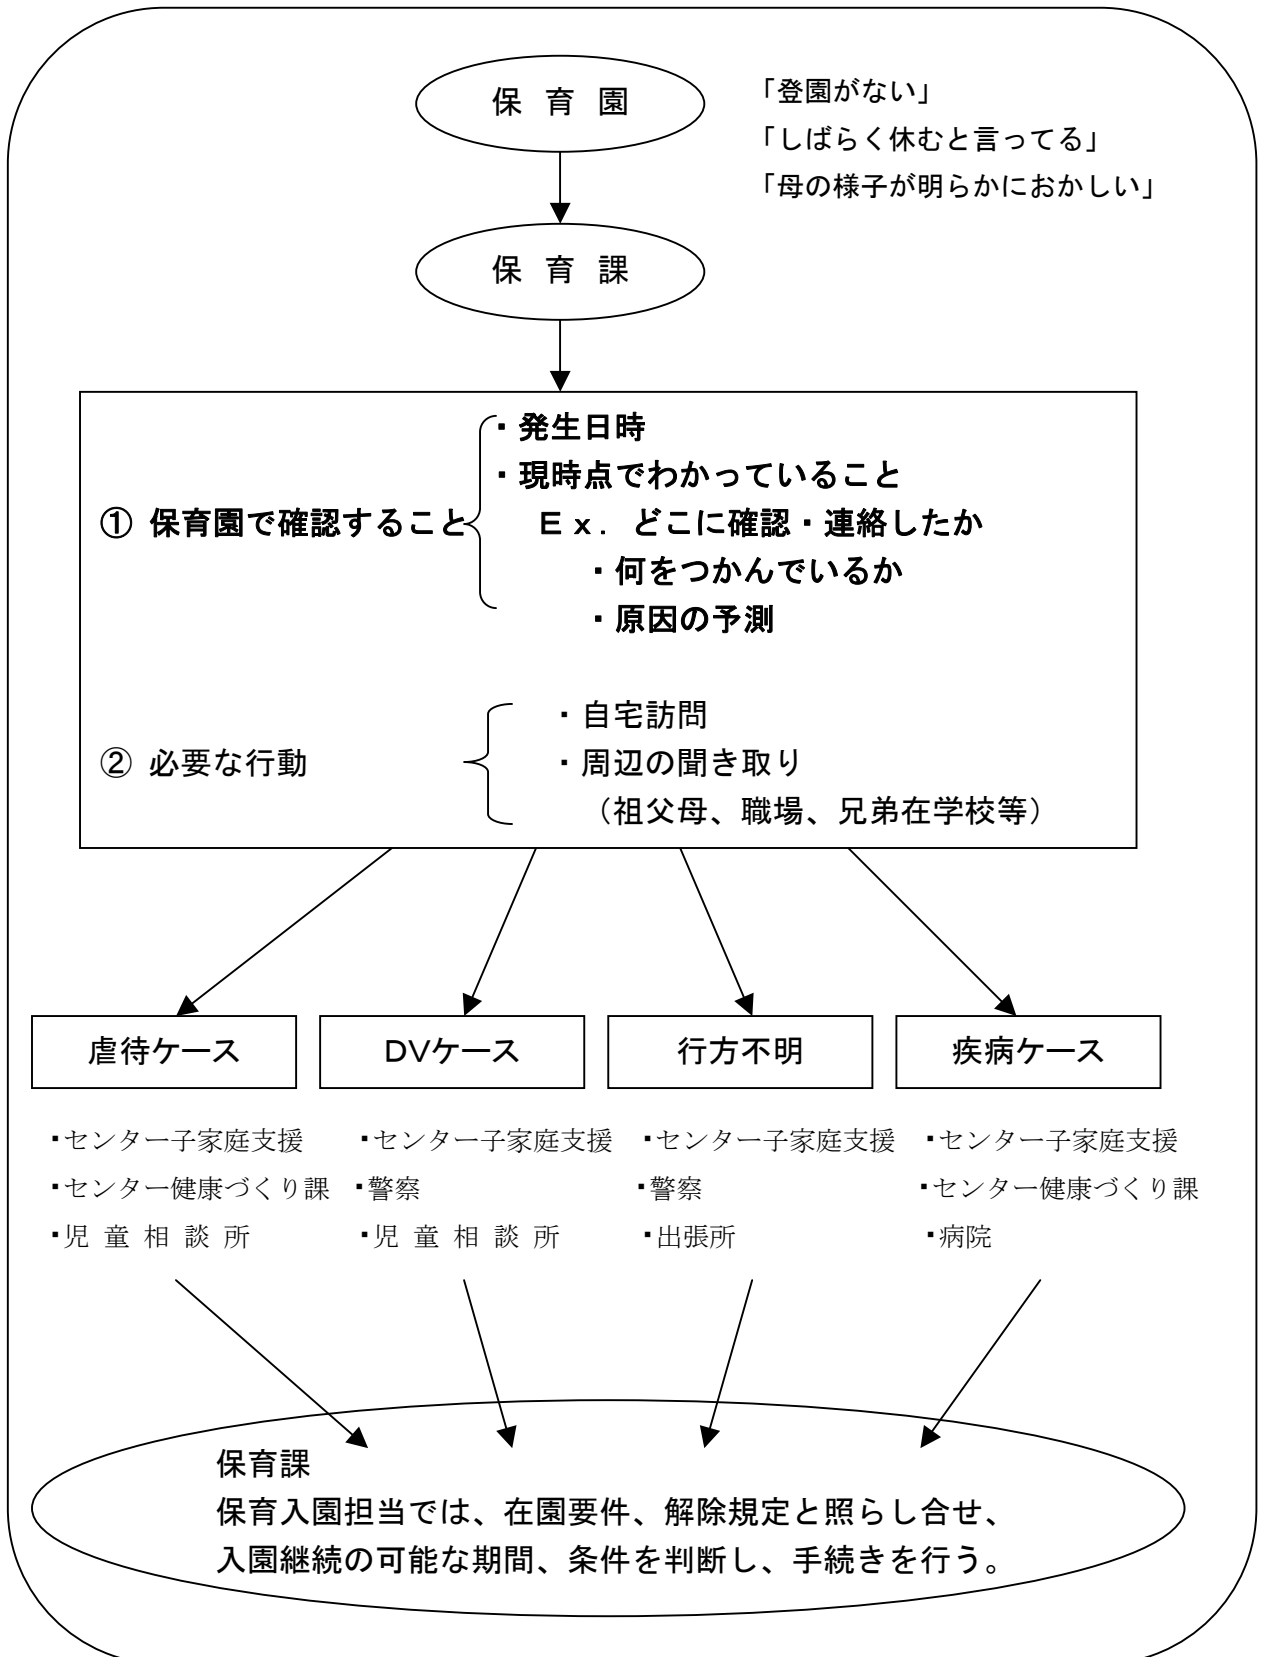 保 育 園
「登園がない」
「しばらく休むと言ってる」
「母の様子が明らかにおかしい」
保 育 課
① 保育園で確認すること
・発生日時
・現時点でわかっていること
Ｅｘ．どこに確認・連絡したか
・何をつかんでいるか
・原因の予測
② 必要な行動
・自宅訪問
・周辺の聞き取り
（祖父母、職場、兄弟在学校等）
虐待ケース
・センター子家庭支援
・センター健康づくり課
・児 童 相 談 所
DVケース
・センター子家庭支援
・警察
・児 童 相 談 所
行方不明
・センター子家庭支援
・警察
・出張所
疾病ケース
・センター子家庭支援
・センター健康づくり課
・病院
保育課
保育入園担当では、在園要件、解除規定と照らし合せ、
入園継続の可能な期間、条件を判断し、手続きを行う。